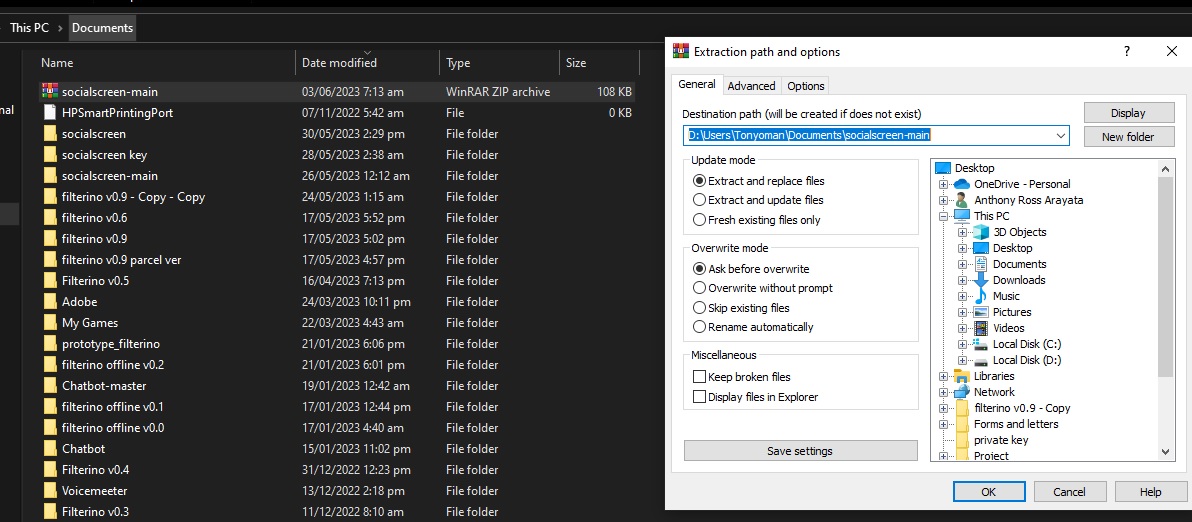 This PC > Documents
Name Date modified Type Size
socialscreen-main 03/06/2023 7:13 am WinRAR ZIP archive 108 KB
HPSmartPrintingPort 07/11/2022 5:42 am File 0 KB
socialscreen 30/05/2023 2:29 pm File folder
socialscreen key 28/05/2023 2:38 am File folder
socialscreen-main 26/05/2023 12:12 am File folder
filterino v0.9 - Copy - Copy 24/05/2023 1:15 am File folder
filterino v0.6 17/05/2023 5:52 pm File folder
filterino v0.9 17/05/2023 5:02 pm File folder
filterino v0.9 parcel ver 17/05/2023 4:57 pm File folder
Filterino v0.5 16/04/2023 7:13 pm File folder
Adobe 24/03/2023 10:11 pm File folder
My Games 22/03/2023 4:43 am File folder
prototype_filterino 21/01/2023 6:06 pm File folder
filterino offline v0.2 21/01/2023 6:01 pm File folder
Chatbot-master 19/01/2023 12:42 am File folder
filterino offline v0.1 17/01/2023 12:44 pm File folder
filterino offline v0.0 17/01/2023 4:40 am File folder
Chatbot 15/01/2023 11:02 pm File folder
Filterino v0.4 31/12/2022 12:23 pm File folder
Voicemeeter 13/12/2022 2:18 pm File folder
Filterino v0.3 11/12/2022 8:10 am File folder
nal
Extraction path and options ?
General Advanced Options
Destination path (will be created if does not exist)
D:\Users\Tonyoman\Documents\socialscreen-main
Display
New folder
Update mode
Extract and replace files
Extract and update files
Fresh existing files only
Overwrite mode
Ask before overwrite
Overwrite without prompt
Skip existing files
Rename automatically
Miscellaneous
Keep broken files
Display files in Explorer
Save settings
Desktop
OneDrive - Personal
Anthony Ross Arayata
This PC
3D Objects
Desktop
Documents
Downloads
Music
Pictures
Videos
Local Disk (C:)
Local Disk (D:)
Libraries
Network
filterino v0.9 - Copy
Forms and letters
private key
Project
OK Cancel Help